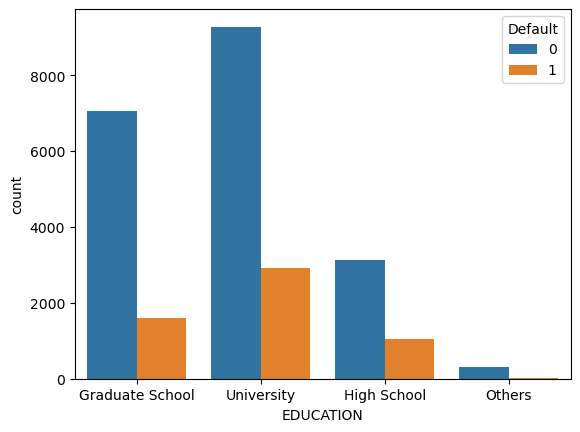 Default
0
1
8000
6000
4000
2000
0
count
Graduate School
University
High School
Others
EDUCATION